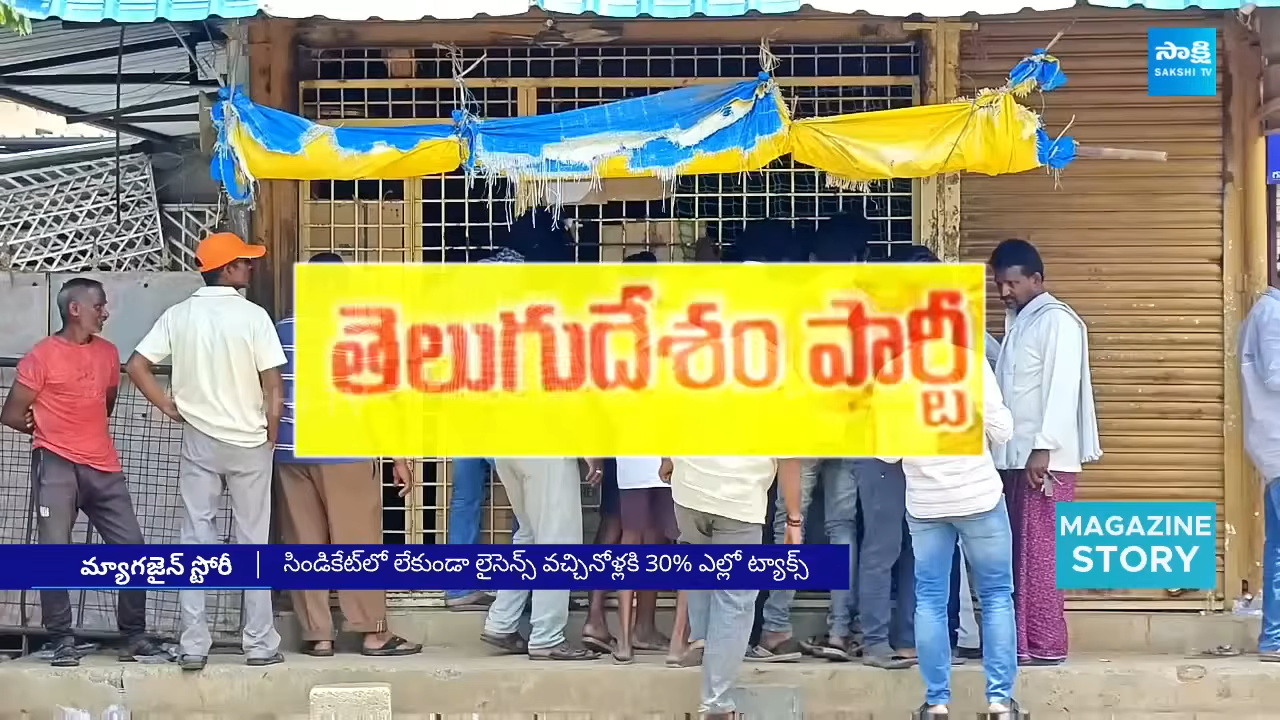 సాక్షి
SAKSHI TV
తెలుగుదేశం పార్టీ
MAGAZINE
STORY
మ్యాగజైన్ స్టోరీ | సిండికేట్‌లో లేకుండా లైసెన్స్ వచ్చినోళ్లకి 30% ఎల్లో ట్యాక్స్